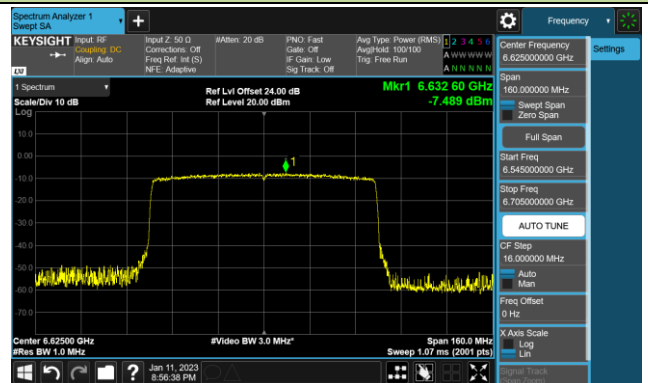 Spectrum Analyzer 1
Swept SA
Frequency
KEYSIGHT
Input: RF
Coupling: DC
Align: Auto
Input Z: 50 Ω
Corrections: Off
Freq Ref: Int (S)
NFE: Adaptive
#Atten: 20 dB
PNO: Fast
Gate: Off
IF Gain: Low
Sig Track: Off
Avg Type: Power (RMS)
Avg|Hold: 100/100
Trig: Free Run
1 2 3 4 5 6
A W W W W W
A N N N N N
LXI
1 Spectrum
Scale/Div 10 dB
Ref Lvl Offset 24.00 dB
Ref Level 20.00 dBm
Mkr1 6.632 60 GHz
-7.489 dBm
Log
10.0
0.00
-10.0
-20.0
-30.0
-40.0
-50.0
-60.0
-70.0
1
Center 6.62500 GHz
#Res BW 1.0 MHz
#Video BW 3.0 MHz*
Span 160.0 MHz
Sweep 1.07 ms (2001 pts)
Jan 11, 2023
8:56:38 PM
Settings
Center Frequency
6.625000000 GHz
Span
160.000000 MHz
Swept Span
Zero Span
Full Span
Start Freq
6.545000000 GHz
Stop Freq
6.705000000 GHz
AUTO TUNE
CF Step
16.000000 MHz
Auto
Man
Freq Offset
0 Hz
X Axis Scale
Log
Lin
Signal Track
(Span Zoom)